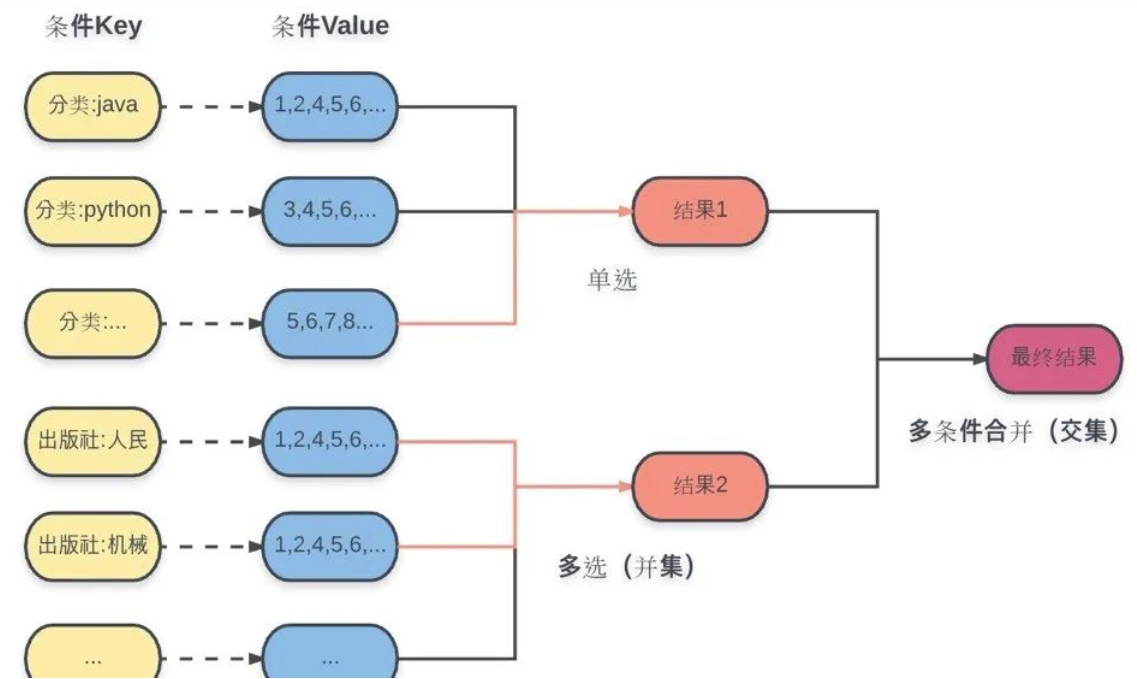 条件Key 条件Value
分类:java 1,2,4,5,6,...
分类:python 3,4,5,6,... 结果1
单选
分类:... 5,6,7,8...
最终结果
出版社:人民 1,2,4,5,6,...
多条件合并（交集）
结果2
出版社:机械 1,2,4,5,6,...
多选（并集）
... ...